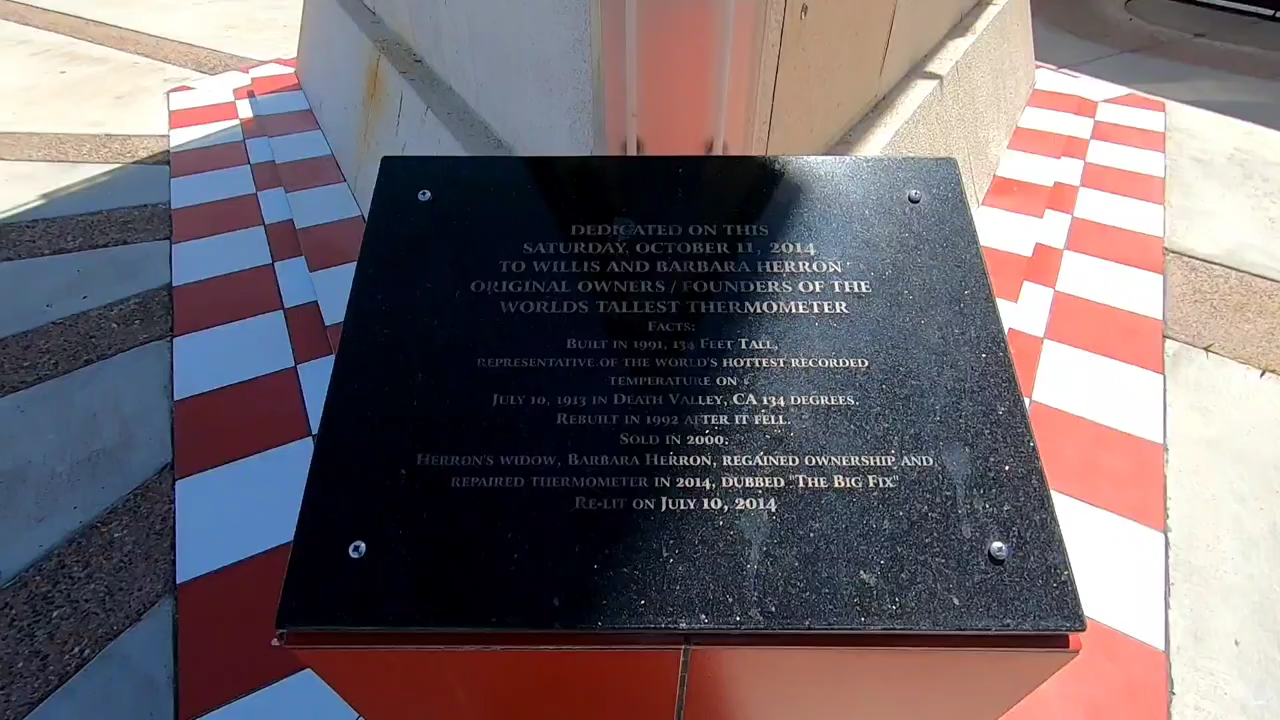 DEDICATED ON THIS
SATURDAY, OCTOBER 11, 2014
TO WILLIS AND BARBARA HERRON
ORIGINAL OWNERS / FOUNDERS OF THE
WORLDS TALLEST THERMOMETER
FACTS:
BUILT IN 1991, 134 FEET TALL,
REPRESENTATIVE OF THE WORLD'S HOTTEST RECORDED
TEMPERATURE ON
JULY 10, 1913 IN DEATH VALLEY, CA 134 DEGREES.
REBUILT IN 1992 AFTER IT FELL.
SOLD IN 2000.
HERRON'S WIDOW, BARBARA HERRON, REGAINED OWNERSHIP AND
REPAIRED THERMOMETER IN 2014, DUBBED "THE BIG FIX"
RE-LIT ON JULY 10, 2014